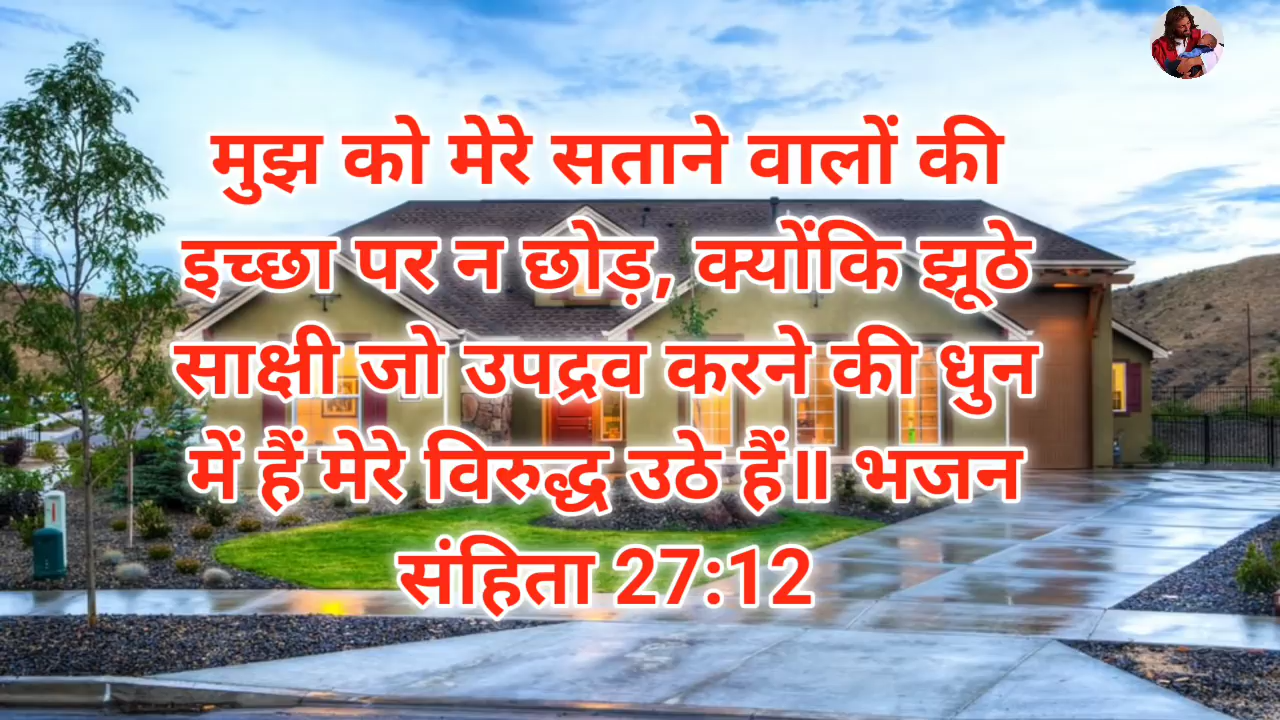 मुझ को मेरे सताने वालों की
इच्छा पर न छोड़, क्योंकि झूठे
साक्षी जो उपद्रव करने की धुन
में हैं मेरे विरुद्ध उठे हैं॥ भजन
संहिता 27:12